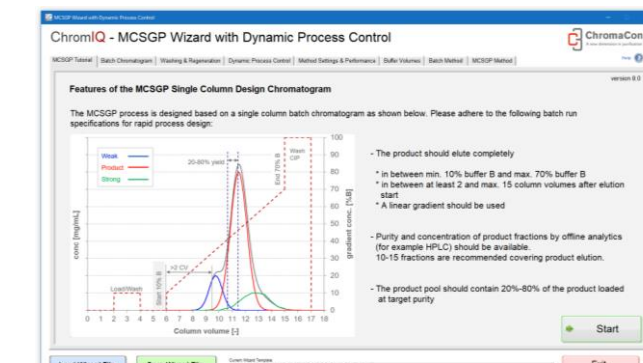 MCSGP Wizard with Dynamic Process Control
ChromIQ - MCSGP Wizard with Dynamic Process Control
ChromaCon
MCSGP Tutorial | Batch Chromatogram | Washing & Regeneration | Dynamic Process Control | Method Settings & Performance | Buffer Volumes | Batch Method | MCSGP Method
version 9.0
Features of the MCSGP Single Column Design Chromatogram
The MCSGP process is designed based on a single column batch chromatogram as shown below. Please adhere to the following batch run
specifications for rapid process design:
Weak
Product
Strong
20-80% yield
End 70% B
Wash
CIP
>2 CV
Load/Wash
Start 10% B
conc [mg/mL]
gradient conc. [%B]
100
90
80
70
60
50
40
30
20
10
0
0 1 2 3 4 5 6 7 8 9 10 11 12 13 14 15 16 17 18
Column volume [-]
- The product should elute completely
* in between min. 10% buffer B and max. 70% buffer B
* in between at least 2 and max. 15 column volumes after elution
start
* A linear gradient should be used
- Purity and concentration of product fractions by offline analytics
(for example HPLC) should be available.
10-15 fractions are recommended covering product elution.
- The product pool should contain 20%-80% of the product loaded
at target purity
Start
Current Wizard Template